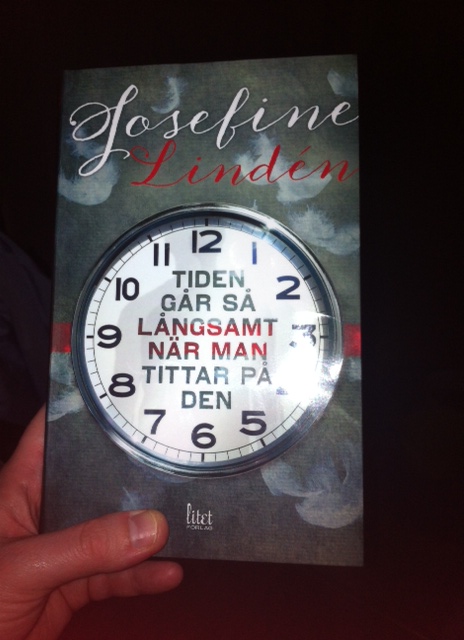 Josefine
Lindén
12
11
1
10
2
9
3
8
7
5
6
TIDEN
GÅR SÅ
LÅNGSAMT
NÄR MAN
TITTAR PÅ
DEN
litet
FÖRLAG